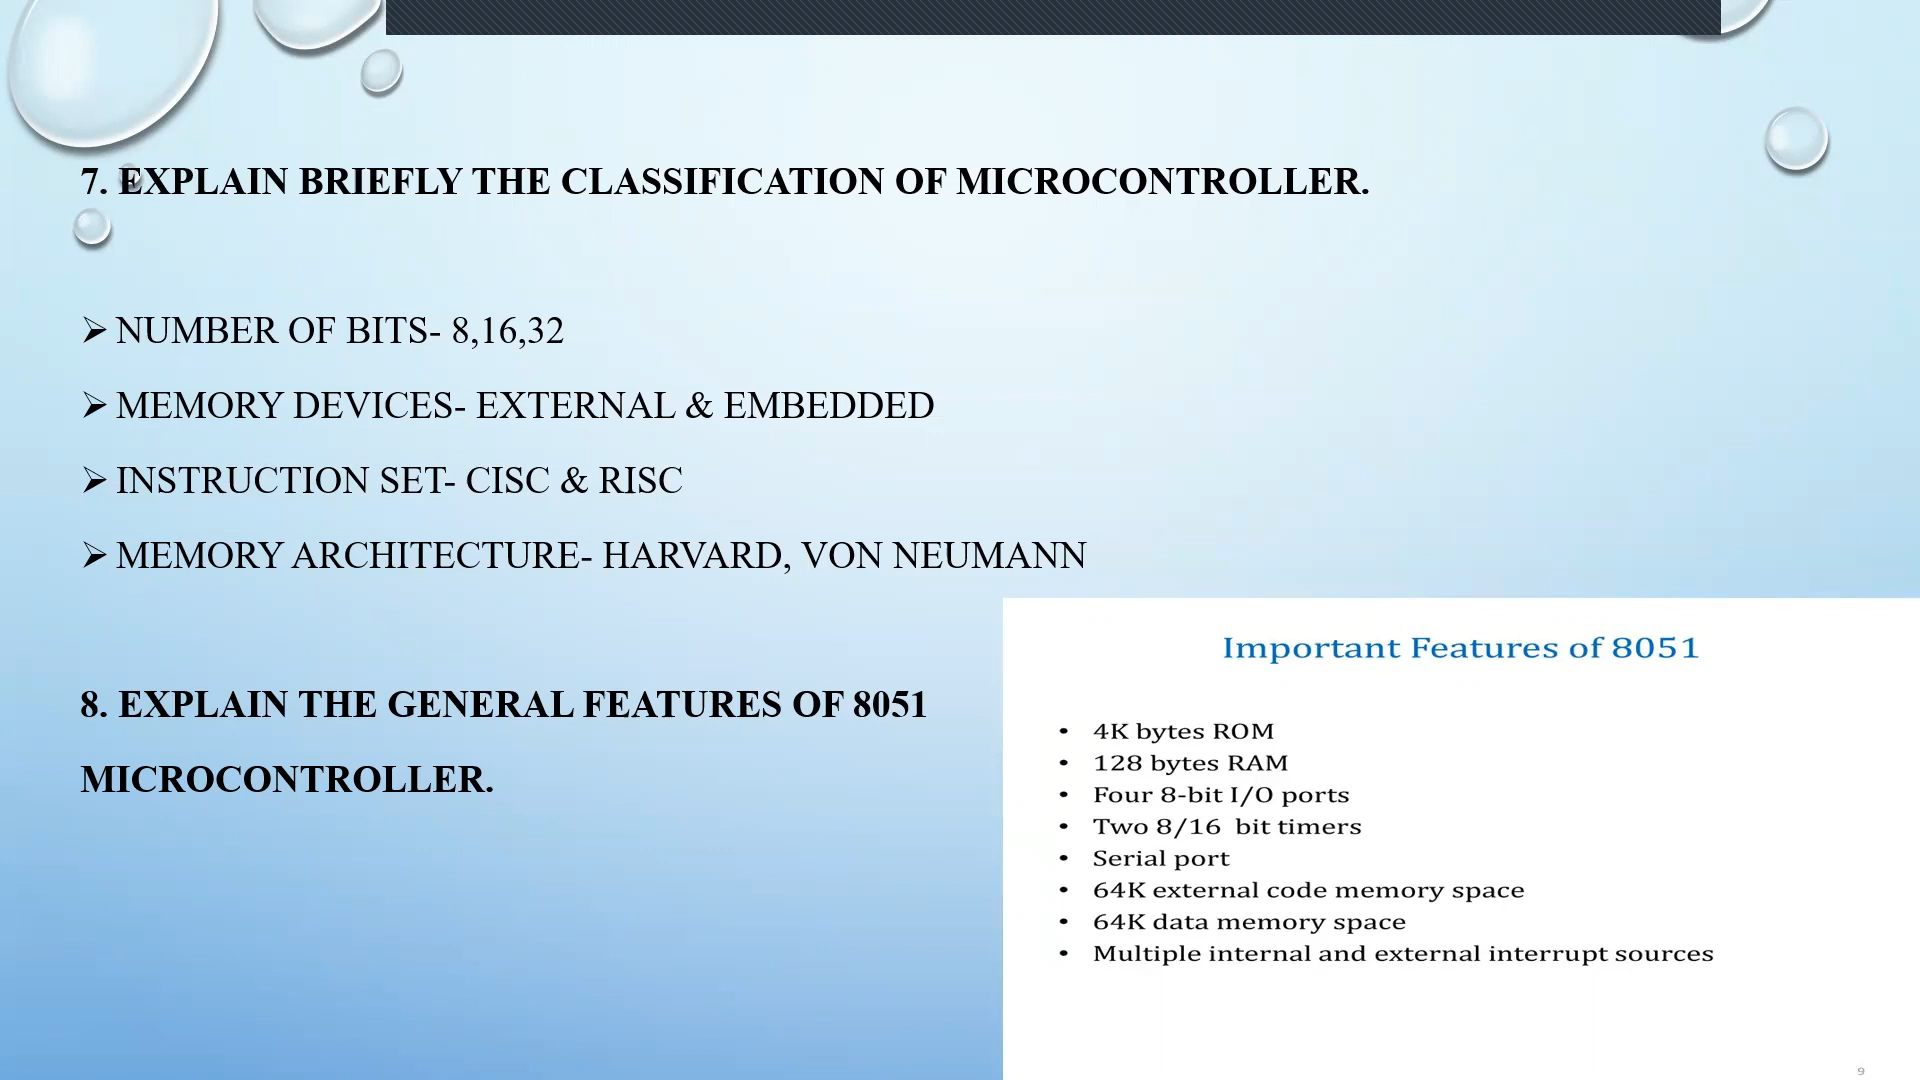 7. EXPLAIN BRIEFLY THE CLASSIFICATION OF MICROCONTROLLER.
➢ NUMBER OF BITS- 8,16,32
➢ MEMORY DEVICES- EXTERNAL & EMBEDDED
➢ INSTRUCTION SET- CISC & RISC
➢ MEMORY ARCHITECTURE- HARVARD, VON NEUMANN
8. EXPLAIN THE GENERAL FEATURES OF 8051
MICROCONTROLLER.
Important Features of 8051
• 4K bytes ROM
• 128 bytes RAM
• Four 8-bit I/O ports
• Two 8/16 bit timers
• Serial port
• 64K external code memory space
• 64K data memory space
• Multiple internal and external interrupt sources
9